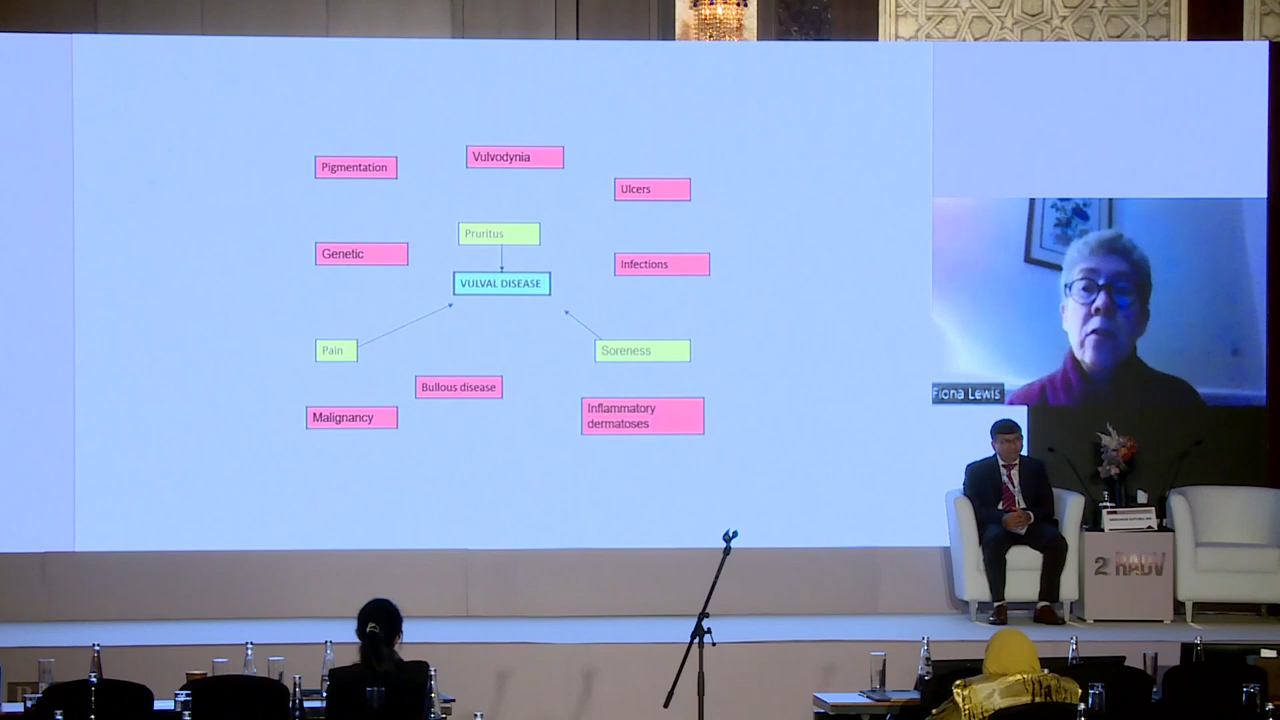 Pigmentation
Vulvodynia
Ulcers
Pruritus
Genetic
Infections
VULVAL DISEASE
Pain
Soreness
Bullous disease
Malignancy
Inflammatory
dermatoses
Fiona Lewis
2 RADV